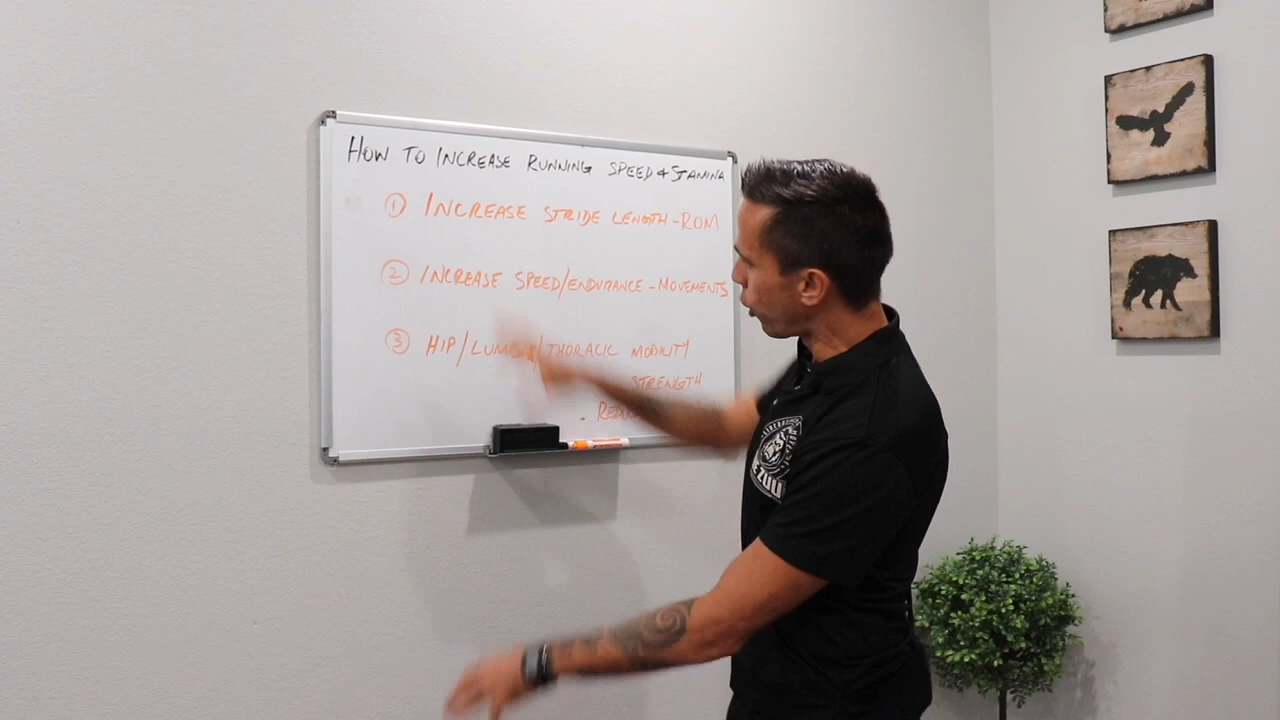 HOW TO INCREASE RUNNING SPEED & STAMINA
① INCREASE STRIDE LENGTH - ROM
② INCREASE SPEED/ENDURANCE - MOVEMENTS
③ HIP/LUMBAR/THORACIC MOBILITY
STRENGTH